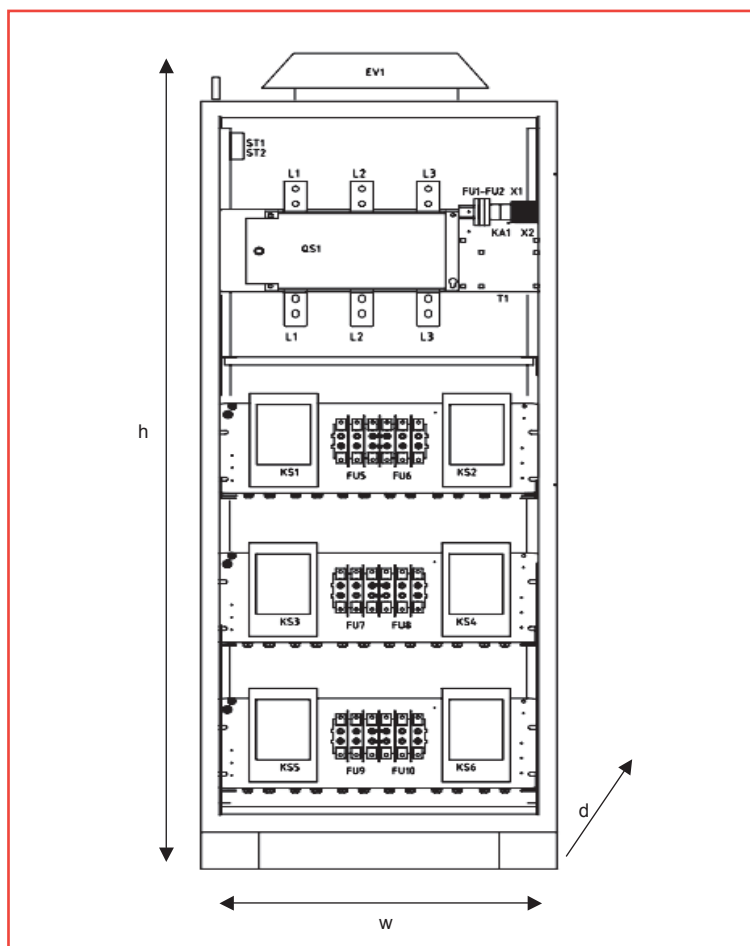 EV1
ST1
ST2
L1 L2 L3
FU1-FU2 X1
KA1 X2
QS1
T1
L1 L2 L3
h
KS1 FU5 FU6 KS2
KS3 FU7 FU8 KS4
KS5 FU9 FU10 KS6
d
w